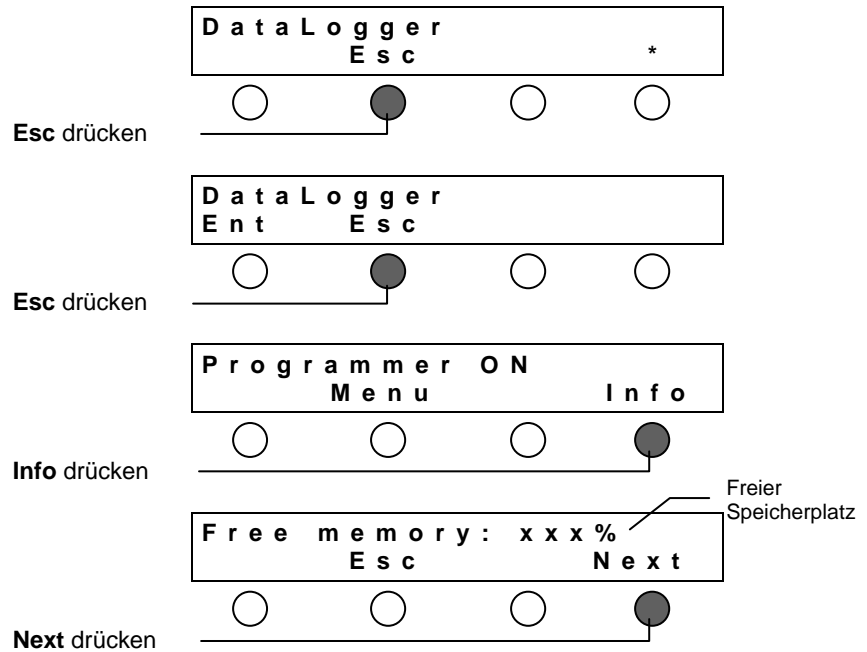 DataLogger
Esc *
Esc drücken
DataLogger
Ent Esc
Esc drücken
Programmer ON
Menu Info
Info drücken
Freier
Speicherplatz
Free memory: xxx%
Esc Next
Next drücken